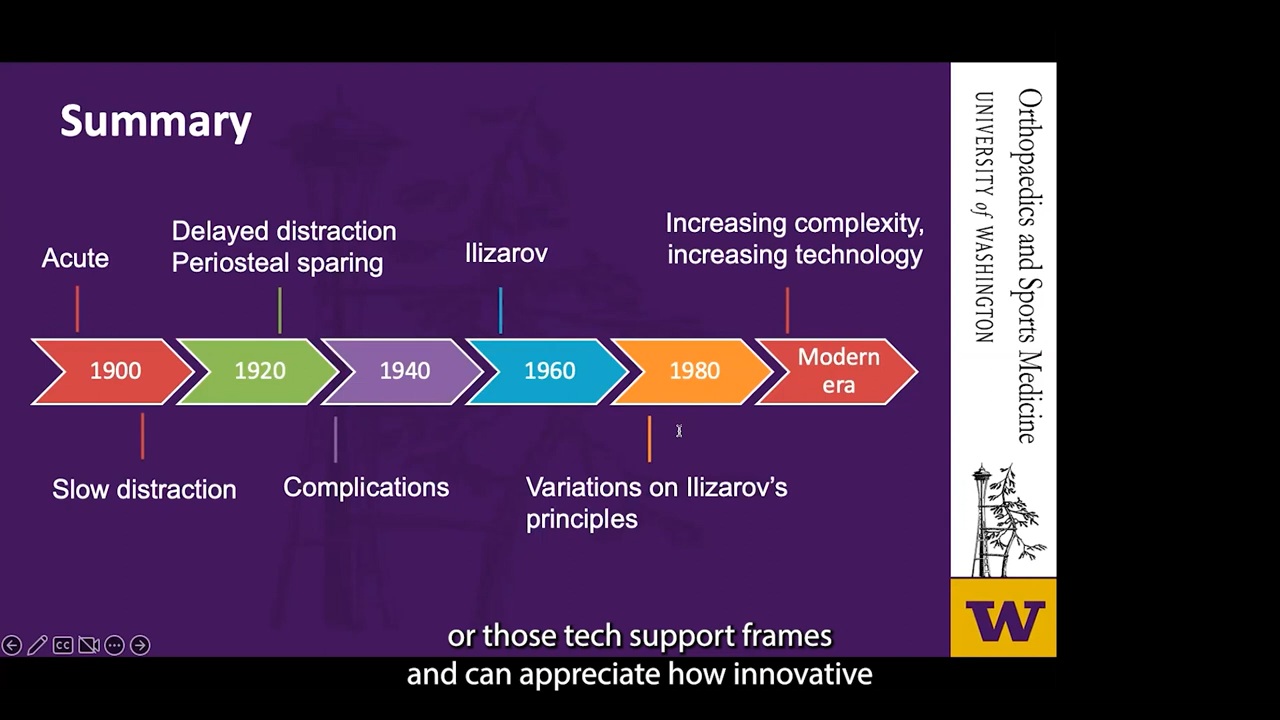 Summary
Acute
Delayed distraction
Periosteal sparing
Ilizarov
Increasing complexity,
increasing technology
1900
1920
1940
1960
1980
Modern
era
Slow distraction
Complications
Variations on Ilizarov’s
principles
Orthopaedics and Sports Medicine
UNIVERSITY of WASHINGTON
W
CC
or those tech support frames
and can appreciate how innovative